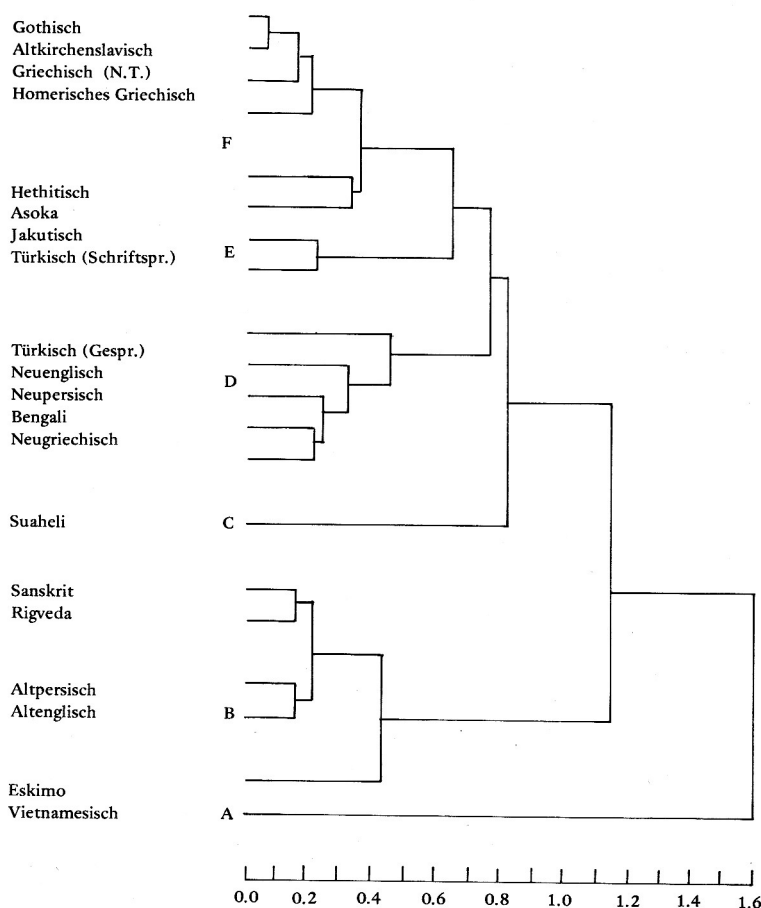 Gothisch
Altkirchenslavisch
Griechisch (N.T.)
Homerisches Griechisch
F
Hethitisch
Asoka
Jakutisch
Türkisch (Schriftspr.) E
Türkisch (Gespr.)
Neuenglisch
D
Neupersisch
Bengali
Neugriechisch
Suaheli C
Sanskrit
Rigveda
Altpersisch
Altenglisch B
Eskimo
Vietnamesisch A
0.0 0.2 0.4 0.6 0.8 1.0 1.2 1.4 1.6